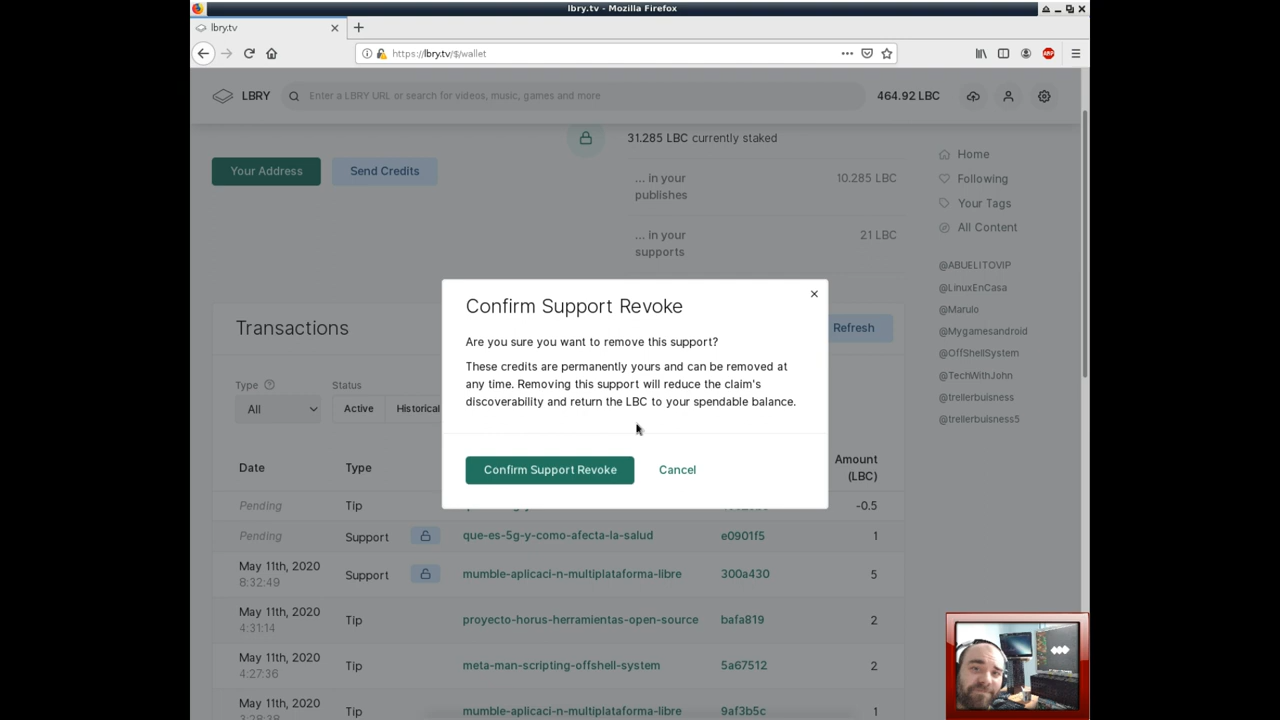 lbry.tv - Mozilla Firefox
lbry.tv
https://lbry.tv/$/wallet
ABP
LBRY
Enter a LBRY URL or search for videos, music, games and more
464.92 LBC
31.285 LBC currently staked
Your Address
Send Credits
... in your
publishes
10.285 LBC
... in your
supports
21 LBC
Home
Following
Your Tags
All Content
@ABUELITOVIP
@LinuxEnCasa
@Marulo
@Mygamesandroid
@OffShellSystem
@TechWithJohn
@trellerbuisness
@trellerbuisness5
Confirm Support Revoke
Are you sure you want to remove this support?
These credits are permanently yours and can be removed at
any time. Removing this support will reduce the claim's
discoverability and return the LBC to your spendable balance.
Confirm Support Revoke
Cancel
Transactions
Refresh
Type
Status
All
Active
Historical
Date
Type
Amount
(LBC)
Pending
Tip
-0.5
Pending
Support
que-es-5g-y-como-afecta-la-salud
e0901f5
1
May 11th, 2020
8:32:49
Support
mumble-aplicaci-n-multiplataforma-libre
300a430
5
May 11th, 2020
4:31:14
Tip
proyecto-horus-herramientas-open-source
bafa819
2
May 11th, 2020
4:27:36
Tip
meta-man-scripting-offshell-system
5a67512
2
May 11th, 2020
3:28:38
Tip
mumble-aplicaci-n-multiplataforma-libre
9af3b5c
1